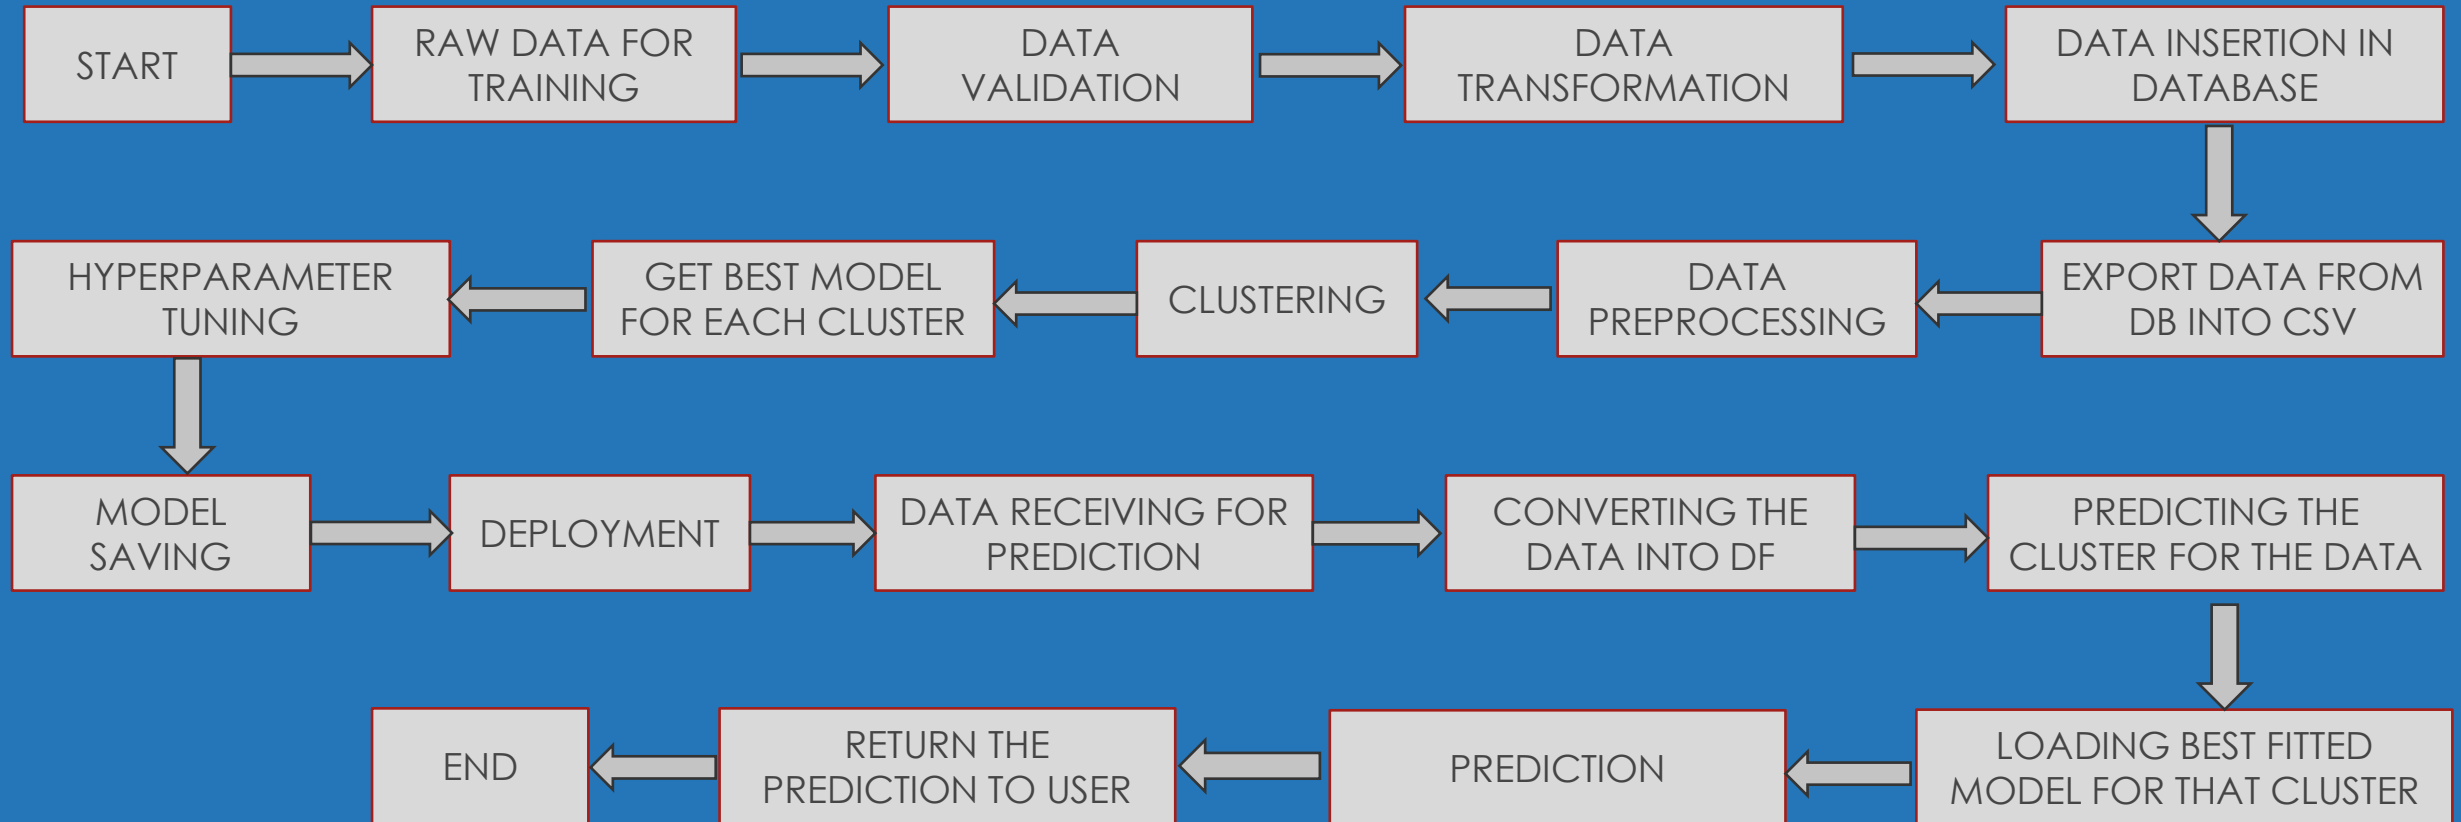 START
RAW DATA FOR
TRAINING
DATA
VALIDATION
DATA
TRANSFORMATION
DATA INSERTION IN
DATABASE
EXPORT DATA FROM
DB INTO CSV
DATA
PREPROCESSING
CLUSTERING
GET BEST MODEL
FOR EACH CLUSTER
HYPERPARAMETER
TUNING
MODEL
SAVING
DEPLOYMENT
DATA RECEIVING FOR
PREDICTION
CONVERTING THE
DATA INTO DF
PREDICTING THE
CLUSTER FOR THE DATA
LOADING BEST FITTED
MODEL FOR THAT CLUSTER
PREDICTION
RETURN THE
PREDICTION TO USER
END